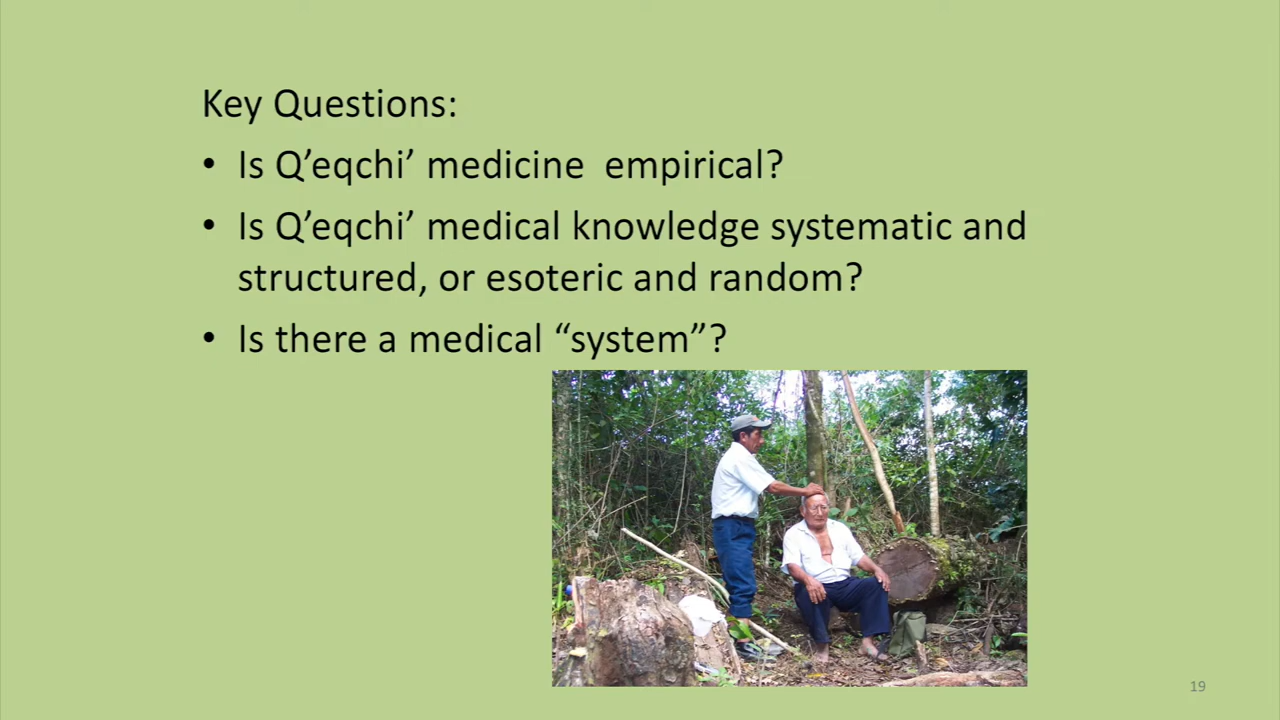 Key Questions:
• Is Q’eqchi’ medicine  empirical?
• Is Q’eqchi’ medical knowledge systematic and
structured, or esoteric and random?
• Is there a medical “system”?
19